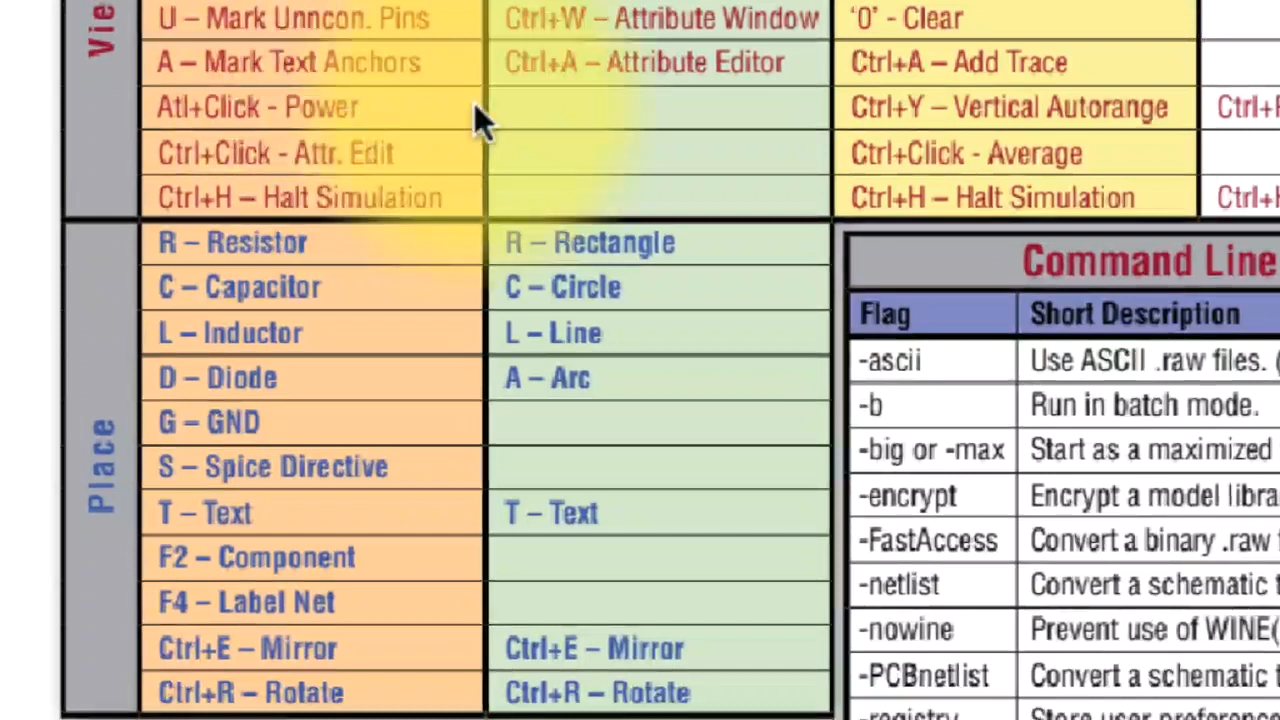 Vie
U – Mark Unncon. Pins
Ctrl+W – Attribute Window
'0' - Clear
A – Mark Text Anchors
Ctrl+A – Attribute Editor
Ctrl+A – Add Trace
Atl+Click - Power
Ctrl+Y – Vertical Autorange
Ctrl+Click - Attr. Edit
Ctrl+Click - Average
Ctrl+H – Halt Simulation
Ctrl+H – Halt Simulation
Place
R – Resistor
R – Rectangle
C – Capacitor
C – Circle
L – Inductor
L – Line
D – Diode
A – Arc
G – GND
S – Spice Directive
T – Text
T – Text
F2 – Component
F4 – Label Net
Ctrl+E – Mirror
Ctrl+E – Mirror
Ctrl+R – Rotate
Ctrl+R – Rotate
Command Line
Flag
Short Description
-ascii
Use ASCII .raw files. (
-b
Run in batch mode.
-big or -max
Start as a maximized
-encrypt
Encrypt a model libra
-FastAccess
Convert a binary .raw
-netlist
Convert a schematic t
-nowine
Prevent use of WINE(
-PCBnetlist
Convert a schematic t
-registry
Store user preference